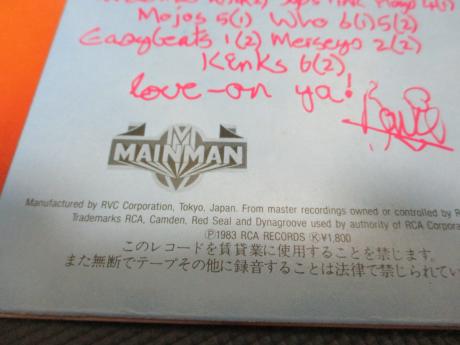 Mojos 5(1) Who 6(1)5(2)
Easybeats 1(2) Merseys 2(2)
Kinks 6(2)
love-on ya!
Bowie
MAINMAN
Manufactured by RVC Corporation, Tokyo, Japan. From master recordings owned or controlled by
Trademarks RCA, Camden, Red Seal and Dynagroove used by authority of RCA
Ⓟ1983 RCA RECORDS Ⓚ¥1,800
このレコードを賃貸業に使用することを禁じます。
また無断でテープその他に録音することは法律で禁じられてい